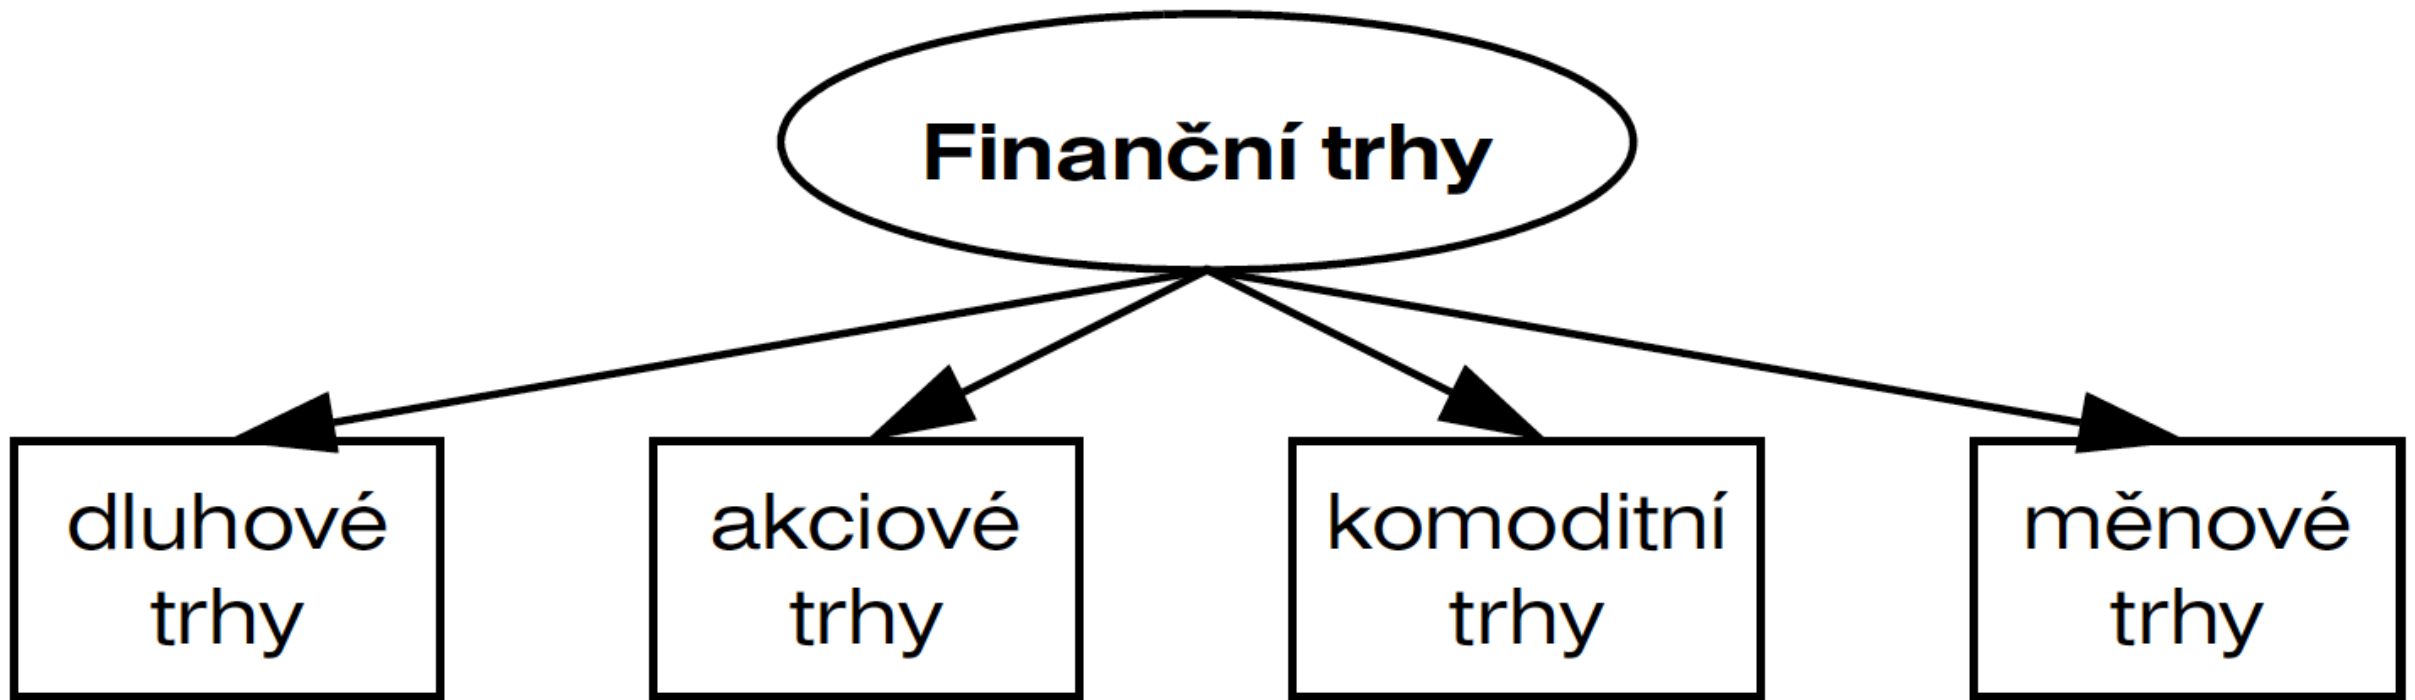 Finanční trhy
dluhové
trhy
akciové
trhy
komoditní
trhy
měnové
trhy